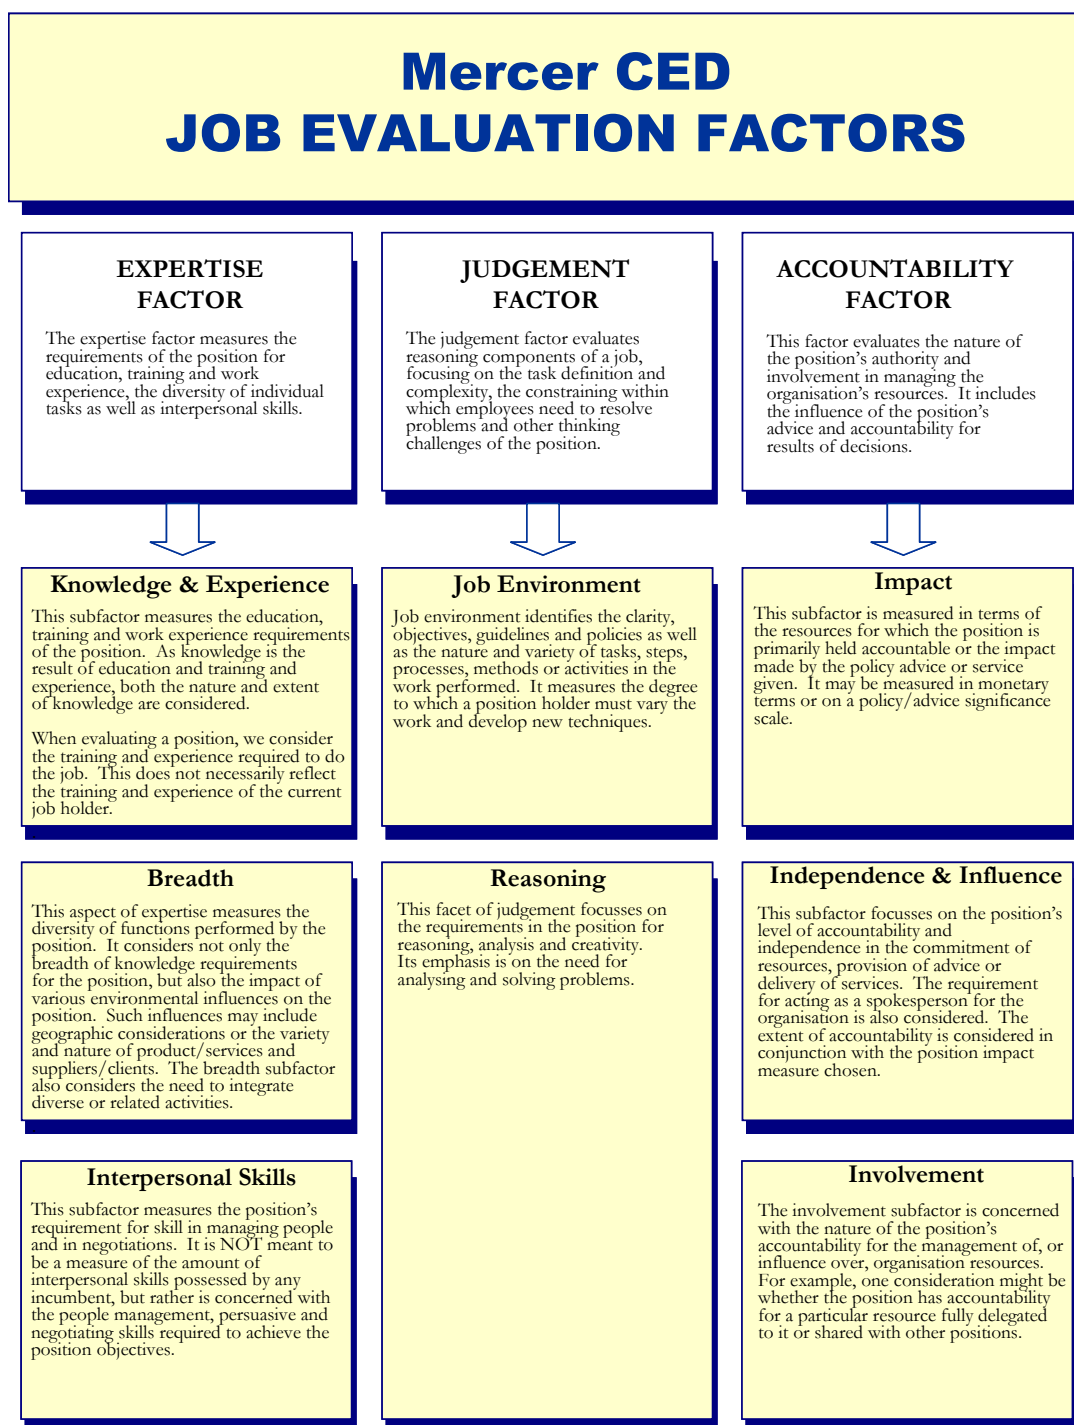 Mercer CED
JOB EVALUATION FACTORS
EXPERTISE
FACTOR
The expertise factor measures the
requirements of the position for
education, training and work
experience, the diversity of individual
tasks as well as interpersonal skills.
JUDGEMENT
FACTOR
The judgement factor evaluates
reasoning components of a job,
focusing on the task definition and
complexity, the constraining within
which employees need to resolve
problems and other thinking
challenges of the position.
ACCOUNTABILITY
FACTOR
This factor evaluates the nature of
the position's authority and
involvement in managing the
organisation's resources.  It includes
the influence of the position's
advice and accountability for
results of decisions.
Knowledge & Experience
This subfactor measures the education,
training and work experience requirements
of the position.  As knowledge is the
result of education and training and
experience, both the nature and extent
of knowledge are considered.
When evaluating a position, we consider
the training and experience required to do
the job.  This does not necessarily reflect
the training and experience of the current
job holder.
Job Environment
Job environment identifies the clarity,
objectives, guidelines and policies as well
as the nature and variety of tasks, steps,
processes, methods or activities in the
work performed.  It measures the degree
to which a position holder must vary the
work and develop new techniques.
Impact
This subfactor is measured in terms of
the resources for which the position is
primarily held accountable or the impact
made by the policy advice or service
given.  It may be measured in monetary
terms or on a policy/advice significance
scale.
Breadth
This aspect of expertise measures the
diversity of functions performed by the
position.  It considers not only the
breadth of knowledge requirements
for the position, but also the impact of
various environmental influences on the
position.  Such influences may include
geographic considerations or the variety
and nature of product/services and
suppliers/clients.  The breadth subfactor
also considers the need to integrate
diverse or related activities.
Reasoning
This facet of judgement focusses on
the requirements in the position for
reasoning, analysis and creativity.
Its emphasis is on the need for
analysing and solving problems.
Independence & Influence
This subfactor focusses on the position's
level of accountability and
independence in the commitment of
resources, provision of advice or
delivery of services.  The requirement
for acting as a spokesperson for the
organisation is also considered.  The
extent of accountability is considered in
conjunction with the position impact
measure chosen.
Interpersonal Skills
This subfactor measures the position's
requirement for skill in managing people
and in negotiations.  It is NOT meant to
be a measure of the amount of
interpersonal skills possessed by any
incumbent, but rather is concerned with
the people management, persuasive and
negotiating skills required to achieve the
position objectives.
Involvement
The involvement subfactor is concerned
with the nature of the position's
accountability for the management of, or
influence over, organisation resources.
For example, one consideration might be
whether the position has accountability
for a particular resource fully delegated
to it or shared with other positions.